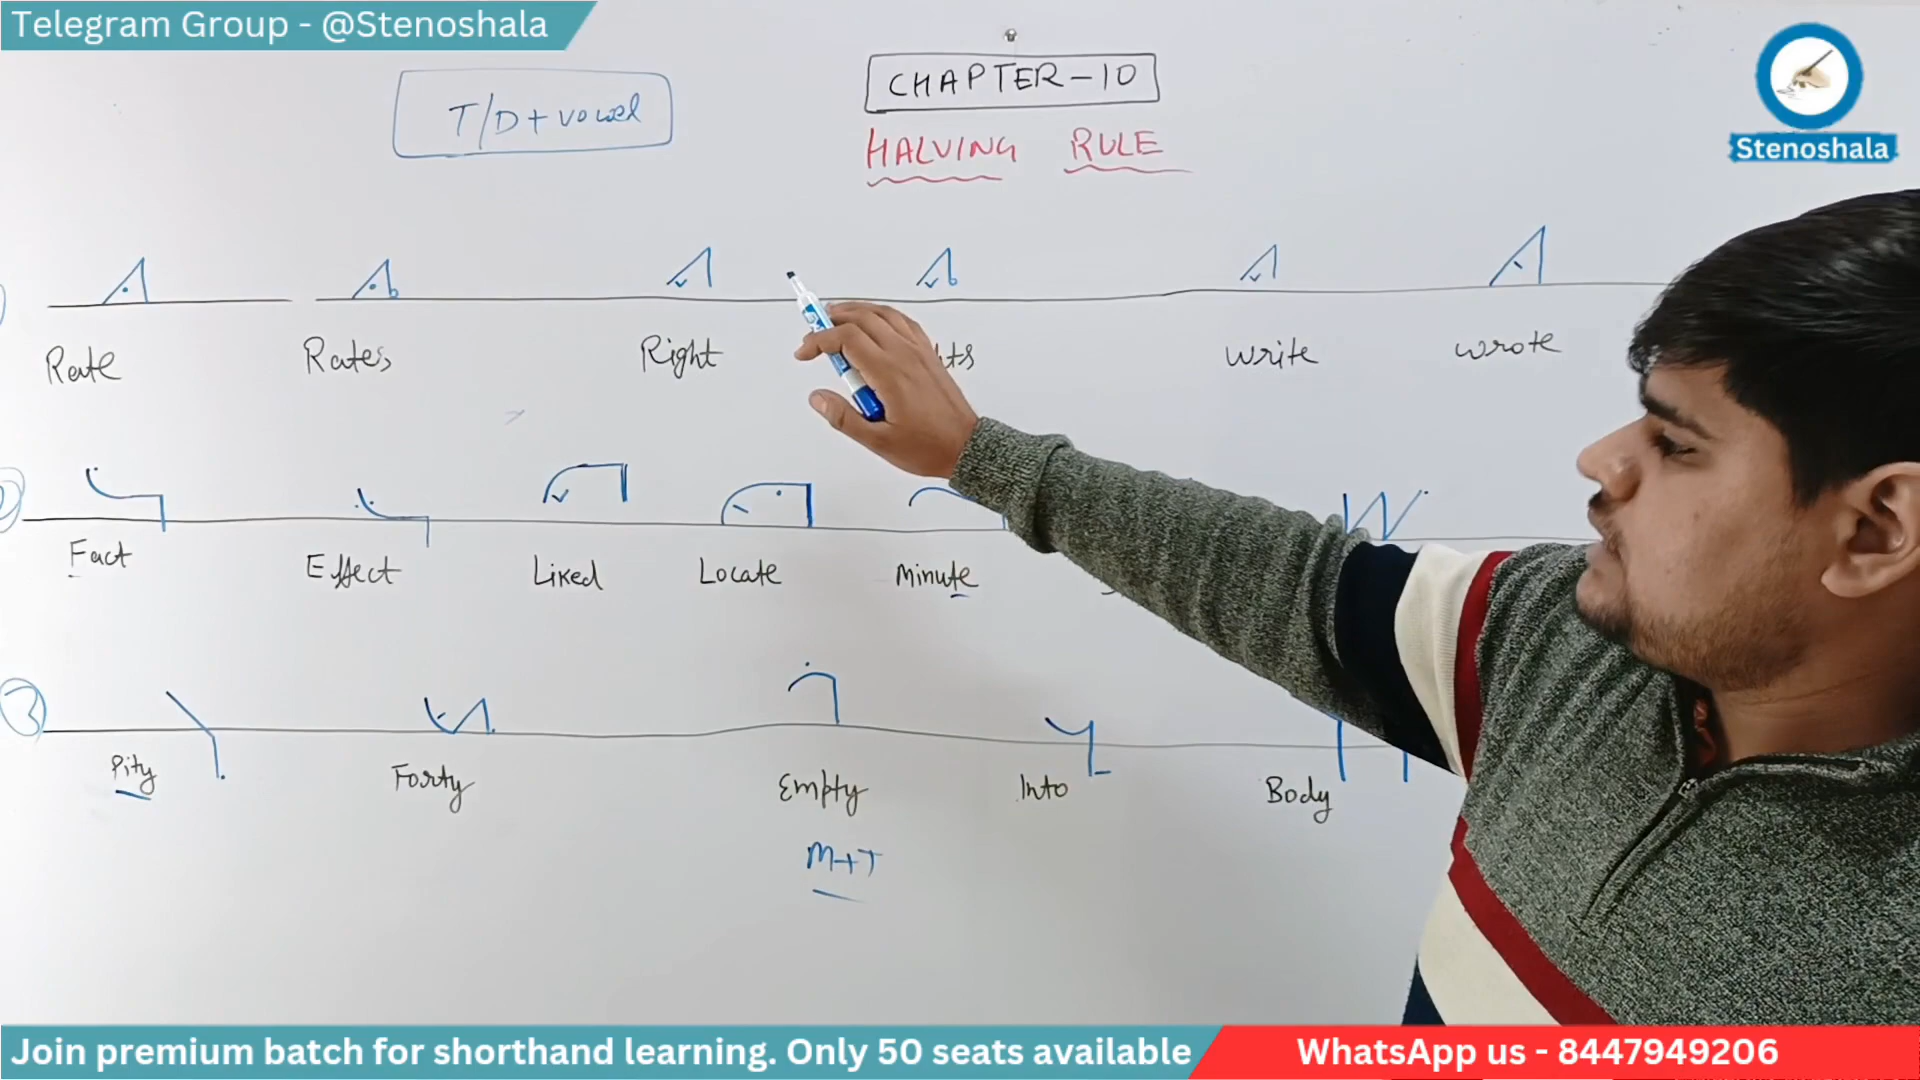 Telegram Group - @Stenoshala
CHAPTER-10
T/D+vowel
HALVING RULE
Stenoshala
Rate Rates Right write wrote
Fact Effect Liked Locate Minute
3
Pity Forty Empty Into Body
M+T
Join premium batch for shorthand learning. Only 50 seats available
WhatsApp us - 8447949206